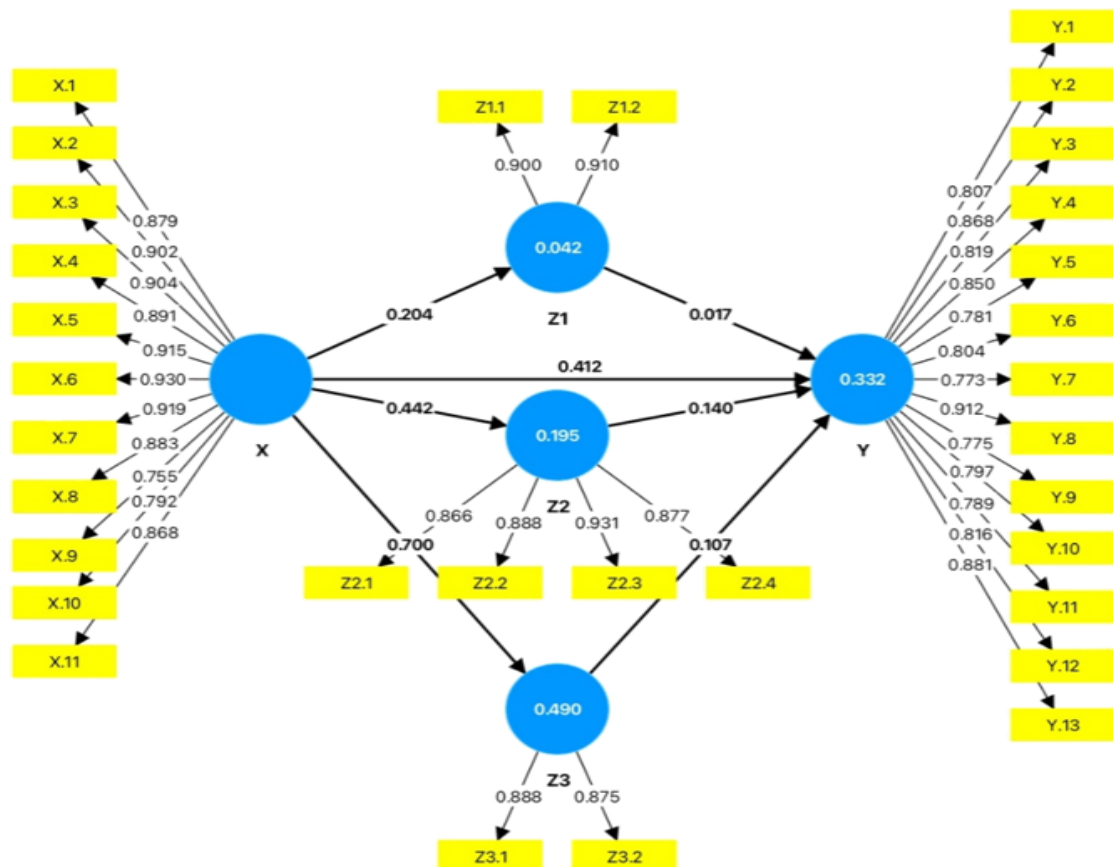 X.1
X.2
X.3
X.4
X.5
X.6
X.7
X.8
X.9
X.10
X.11
0.879
0.902
0.904
0.891
0.915
0.930
0.919
0.883
0.755
0.792
0.868
X
0.204
0.412
0.442
0.700
Z1.1
Z1.2
0.900
0.910
0.042
Z1
0.017
0.195
Z2
0.140
0.866
0.888
0.931
0.877
Z2.1
Z2.2
Z2.3
Z2.4
0.107
0.490
Z3
0.888
0.875
Z3.1
Z3.2
0.332
Y
0.807
0.868
0.819
0.850
0.781
0.804
0.773
0.912
0.775
0.797
0.789
0.816
0.881
Y.1
Y.2
Y.3
Y.4
Y.5
Y.6
Y.7
Y.8
Y.9
Y.10
Y.11
Y.12
Y.13